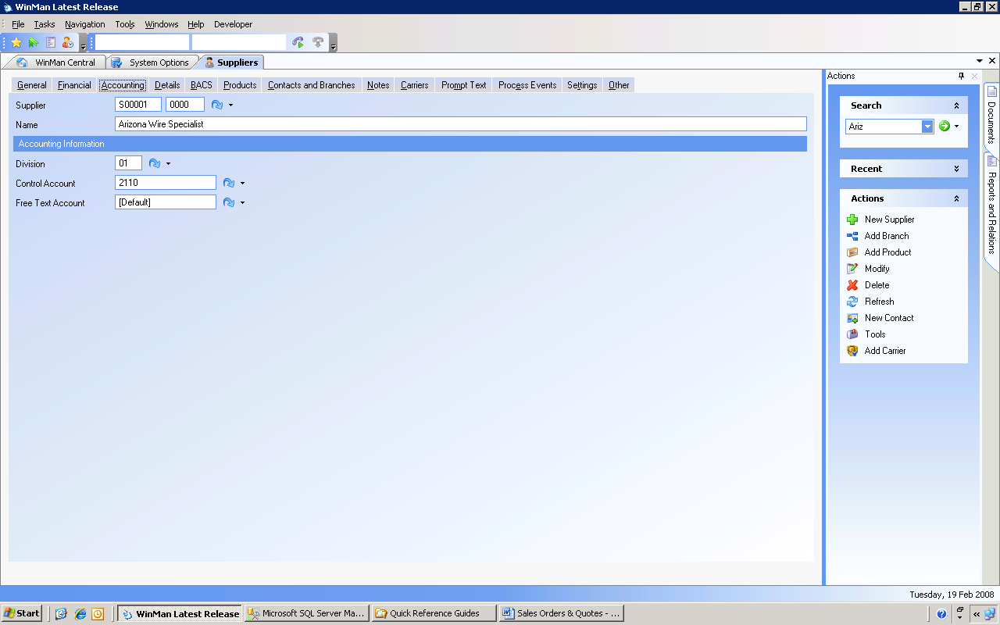 WinMan Latest Release
File Tasks Navigation Tools Windows Help Developer
WinMan Central System Options Suppliers
General Financial Accounting Details BACS Products Contacts and Branches Notes Carriers Prompt Text Process Events Settings Other
Supplier S00001 0000
Name Arizona Wire Specialist
Accounting Information
Division 01
Control Account 2110
Free Text Account [Default]
Actions
Search
Ariz
Recent
Actions
New Supplier
Add Branch
Add Product
Modify
Delete
Refresh
New Contact
Tools
Add Carrier
Documents
Reports and Relations
Tuesday, 19 Feb 2008
Start WinMan Latest Release Microsoft SQL Server Ma... Quick Reference Guides Sales Orders & Quotes - ...